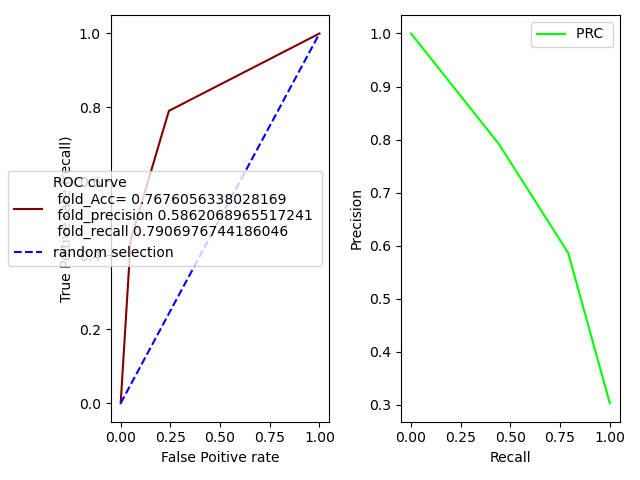 1.0
0.8
0.2
0.0
0.00
0.25
0.50
0.75
1.00
False Poitive rate
ROC curve
fold_Acc= 0.7676056338028169
fold_precision 0.5862068965517241
fold_recall 0.7906976744186046
random selection
PRC
1.0
0.9
0.8
0.7
0.6
0.5
0.4
0.3
Precision
0.00
0.25
0.50
0.75
1.00
Recall